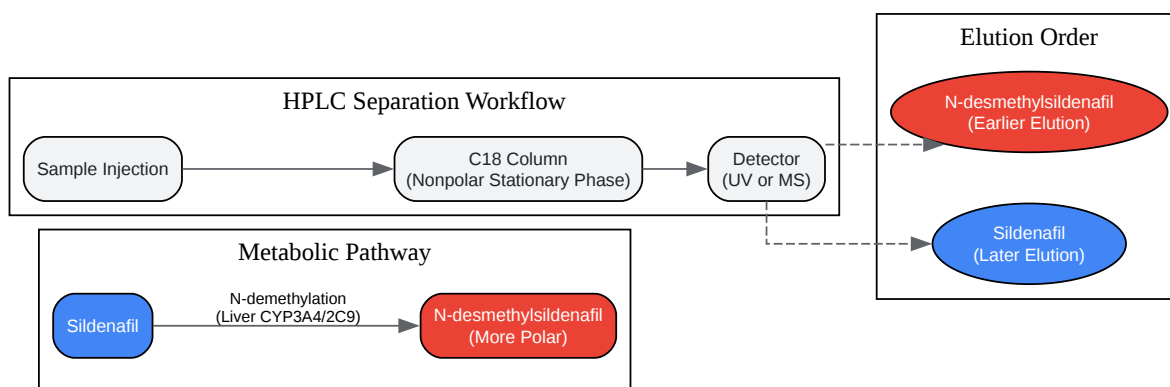 HPLC Separation Workflow
Sample Injection
C18 Column
(Nonpolar Stationary Phase)
Detector
(UV or MS)
Elution Order
N-desmethylsildenafil
(Earlier Elution)
Sildenafil
(Later Elution)
Metabolic Pathway
Sildenafil
N-demethylation
(Liver CYP3A4/2C9)
N-desmethylsildenafil
(More Polar)